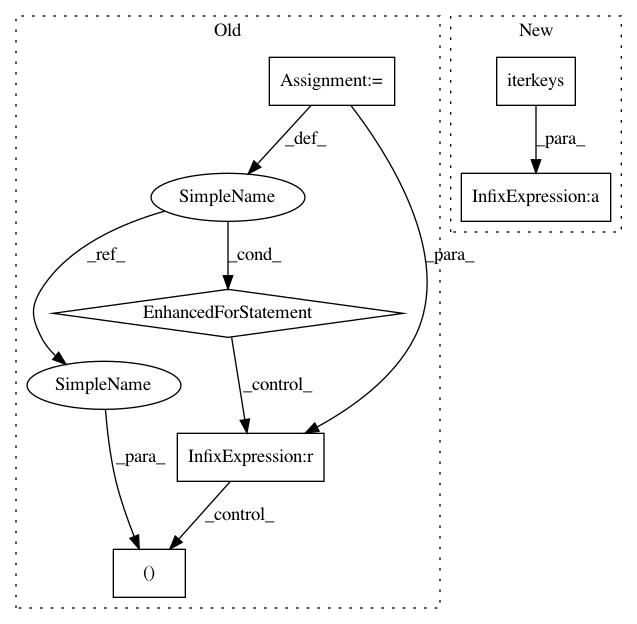 Old
New
Assignment:=
iterkeys
_def_
_para_
SimpleName
InfixExpression:a
_ref_
_cond_
_para_
EnhancedForStatement
SimpleName
_control_
_para_
InfixExpression:r
_control_
()